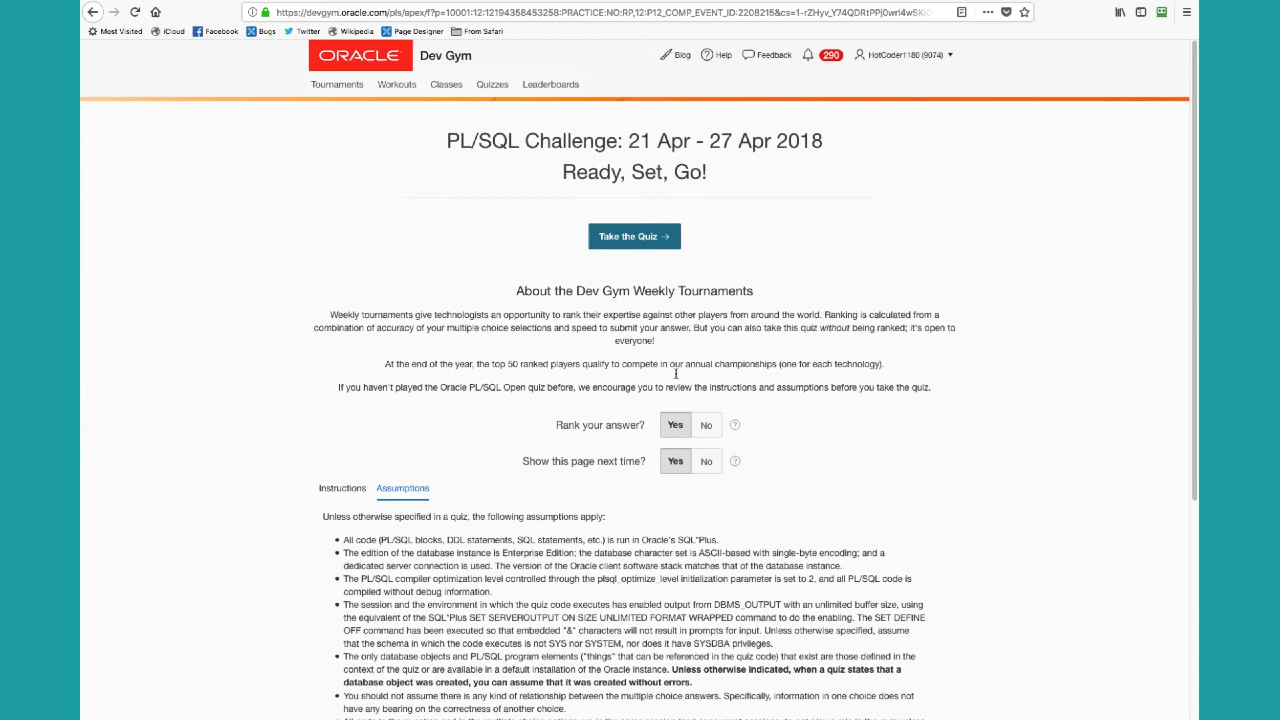 https://devgym.oracle.com/pls/apex/f?p=10001:12:12194358453258:PRACTICE:NO:RP,12:P12_COMP_EVENT_ID:2208215&cs=1-rZHyv_Y74QDRtPPj0wrI4wSKI
Most Visited iCloud Facebook Bugs Twitter Wikipedia Page Designer From Safari
ORACLE Dev Gym Blog Help Feedback 290 HotCoder1180 (9074)
Tournaments Workouts Classes Quizzes Leaderboards
PL/SQL Challenge: 21 Apr - 27 Apr 2018
Ready, Set, Go!
Take the Quiz →
About the Dev Gym Weekly Tournaments
Weekly tournaments give technologists an opportunity to rank their expertise against other players from around the world. Ranking is calculated from a
combination of accuracy of your multiple choice selections and speed to submit your answer. But you can also take this quiz without being ranked; it's open to
everyone!
At the end of the year, the top 50 ranked players qualify to compete in our annual championships (one for each technology).
If you haven't played the Oracle PL/SQL Open quiz before, we encourage you to review the instructions and assumptions before you take the quiz.
Rank your answer? Yes No ?
Show this page next time? Yes No ?
Instructions Assumptions
Unless otherwise specified in a quiz, the following assumptions apply:
• All code (PL/SQL blocks, DDL statements, SQL statements, etc.) is run in Oracle's SQL*Plus.
• The edition of the database instance is Enterprise Edition; the database character set is ASCII-based with single-byte encoding; and a
dedicated server connection is used. The version of the Oracle client software stack matches that of the database instance.
• The PL/SQL compiler optimization level controlled through the plsql_optimize_level initialization parameter is set to 2, and all PL/SQL code is
compiled without debug information.
• The session and the environment in which the quiz code executes has enabled output from DBMS_OUTPUT with an unlimited buffer size, using
the equivalent of the SQL*Plus SET SERVEROUTPUT ON SIZE UNLIMITED FORMAT WRAPPED command to do the enabling. The SET DEFINE
OFF command has been executed so that embedded "&" characters will not result in prompts for input. Unless otherwise specified, assume
that the schema in which the code executes is not SYS nor SYSTEM, nor does it have SYSDBA privileges.
• The only database objects and PL/SQL program elements ("things" that can be referenced in the quiz code) that exist are those defined in the
context of the quiz or are available in a default installation of the Oracle instance. Unless otherwise indicated, when a quiz states that a
database object was created, you can assume that it was created without errors.
• You should not assume there is any kind of relationship between the multiple choice answers. Specifically, information in one choice does not
have any bearing on the correctness of another choice.